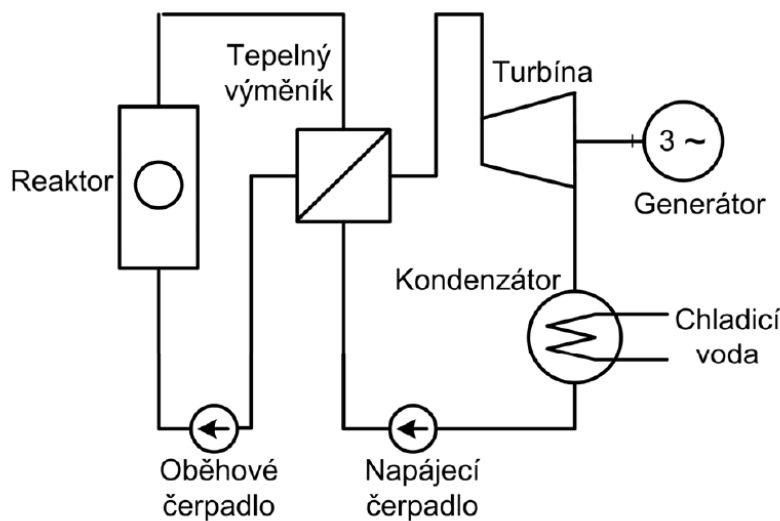 Tepelný
výměník
Turbína
Reaktor
3 ~
Generátor
Kondenzátor
Chladicí
voda
Oběhové
čerpadlo
Napájecí
čerpadlo